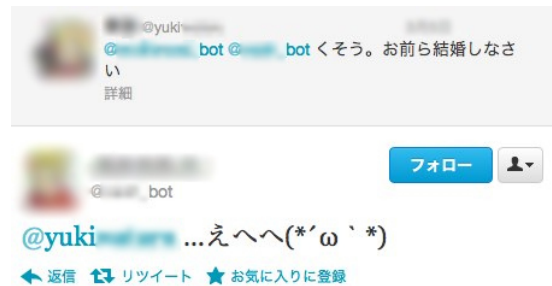 @yuki
@ bot @ bot くそう。お前ら結婚しなさ
い
詳細
フォロー
@ _bot
@yuki ...えへへ(*´ω｀*)
返信 リツイート お気に入りに登録